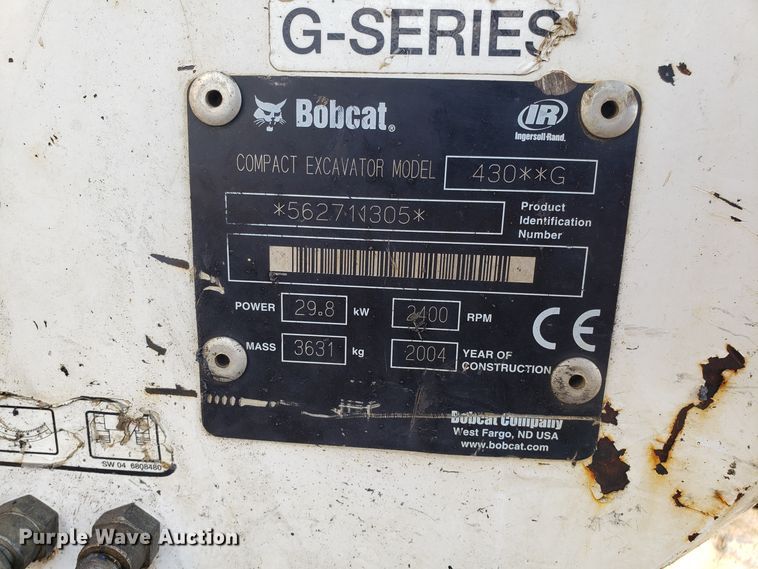 G-SERIES
Bobcat®
IR
Ingersoll-Rand®
COMPACT EXCAVATOR MODEL 430**G
*562711305* Product Identification Number
POWER 29.8 kW 2400 RPM
MASS 3631 kg 2004 YEAR OF CONSTRUCTION
CE
Bobcat Company
West Fargo, ND USA
www.bobcat.com
SW 04 6808480
Purple Wave Auction